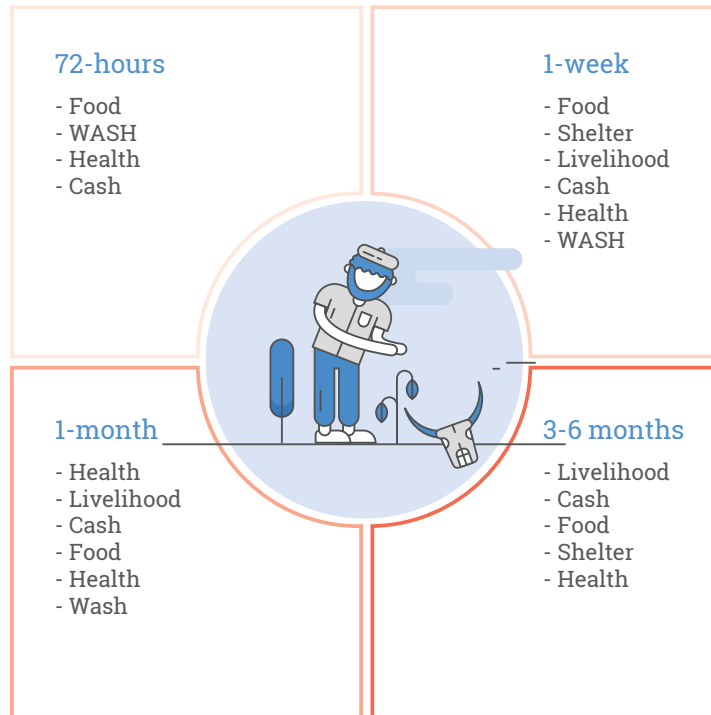 72-hours
- Food
- WASH
- Health
- Cash
1-week
- Food
- Shelter
- Livelihood
- Cash
- Health
- WASH
1-month
- Health
- Livelihood
- Cash
- Food
- Health
- Wash
3-6 months
- Livelihood
- Cash
- Food
- Shelter
- Health